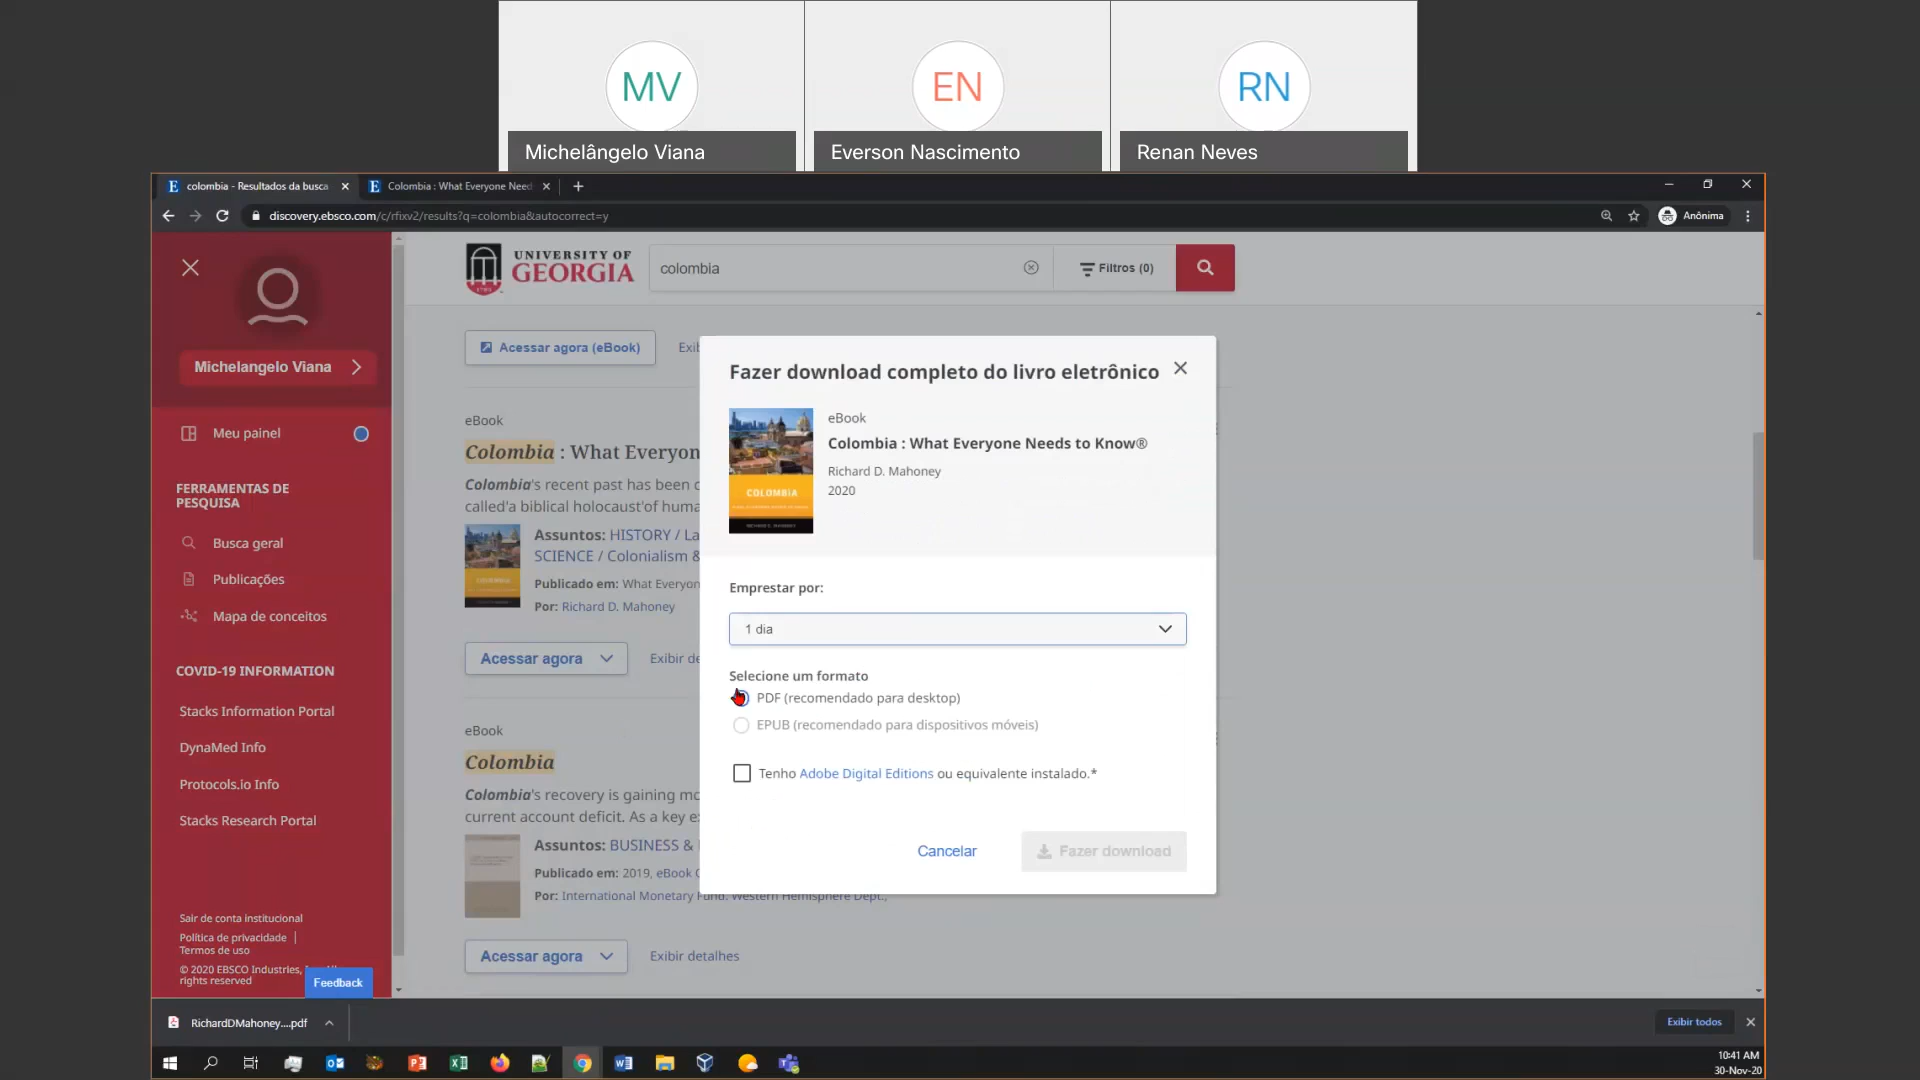 MV
EN
RN
Michelângelo Viana
Everson Nascimento
Renan Neves
colombia - Resultados da busca
Colombia : What Everyone Need
discovery.ebsco.com/c/rfixv2/results?q=colombia&autocorrect=y
Anônima
UNIVERSITY OF
GEORGIA
colombia
Filtros (0)
Michelangelo Viana
Meu painel
FERRAMENTAS DE
PESQUISA
Busca geral
Publicações
Mapa de conceitos
COVID-19 INFORMATION
Stacks Information Portal
DynaMed Info
Protocols.io Info
Stacks Research Portal
Sair de conta institucional
Política de privacidade |
Termos de uso
© 2020 EBSCO Industries,
rights reserved
Feedback
Acessar agora (eBook)
Exib
eBook
Colombia : What Everyon
Colombia's recent past has been c
called'a biblical holocaust'of huma
Assuntos: HISTORY / La
SCIENCE / Colonialism &
Publicado em: What Everyon
Por: Richard D. Mahoney
Acessar agora
Exibir de
eBook
Colombia
Colombia's recovery is gaining mo
current account deficit. As a key e
Assuntos: BUSINESS &
Publicado em: 2019, eBook
Por: International Monetary Fund. Western Hemisphere Dept.,
Acessar agora
Exibir detalhes
Fazer download completo do livro eletrônico
COLOMBIA
eBook
Colombia : What Everyone Needs to Know®
Richard D. Mahoney
2020
Emprestar por:
1 dia
Selecione um formato
PDF (recomendado para desktop)
EPUB (recomendado para dispositivos móveis)
Tenho Adobe Digital Editions ou equivalente instalado.*
Cancelar
Fazer download
RichardDMahoney....pdf
Exibir todos
10:41 AM
30-Nov-20